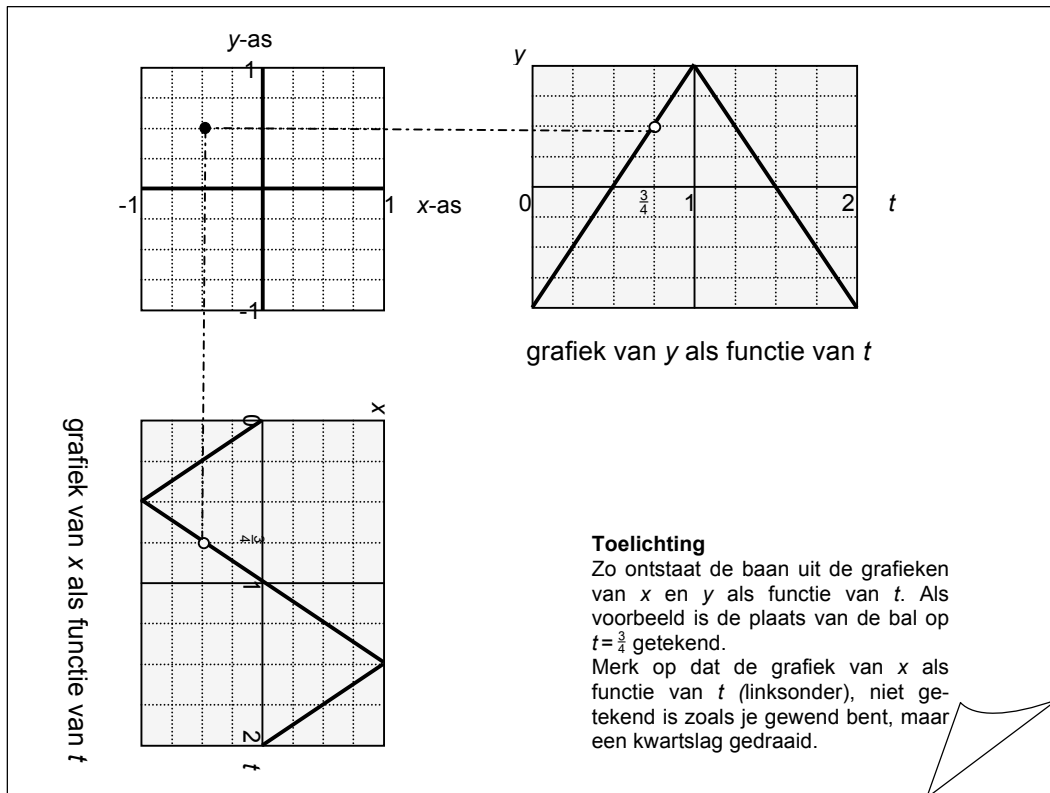 y-as
1
-1
1
x-as
-1
y
0
3/4
1
2
t
grafiek van y als functie van t
x
0
3/4
1
2
t
grafiek van x als functie van t
Toelichting
Zo ontstaat de baan uit de grafieken
van x en y als functie van t. Als
voorbeeld is de plaats van de bal op
t = 3/4 getekend.
Merk op dat de grafiek van x als
functie van t (linksonder), niet ge-
tekend is zoals je gewend bent, maar
een kwartslag gedraaid.